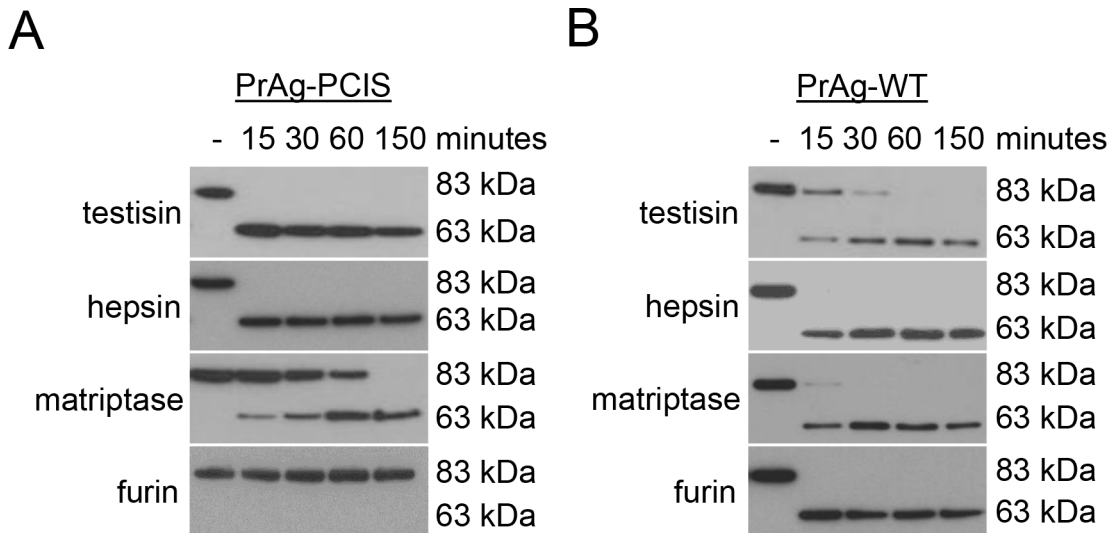 A
PrAg-PCIS
- 15 30 60 150 minutes
testisin
83 kDa
63 kDa
hepsin
83 kDa
63 kDa
matriptase
83 kDa
63 kDa
furin
83 kDa
63 kDa
B
PrAg-WT
- 15 30 60 150 minutes
testisin
83 kDa
63 kDa
hepsin
83 kDa
63 kDa
matriptase
83 kDa
63 kDa
furin
83 kDa
63 kDa